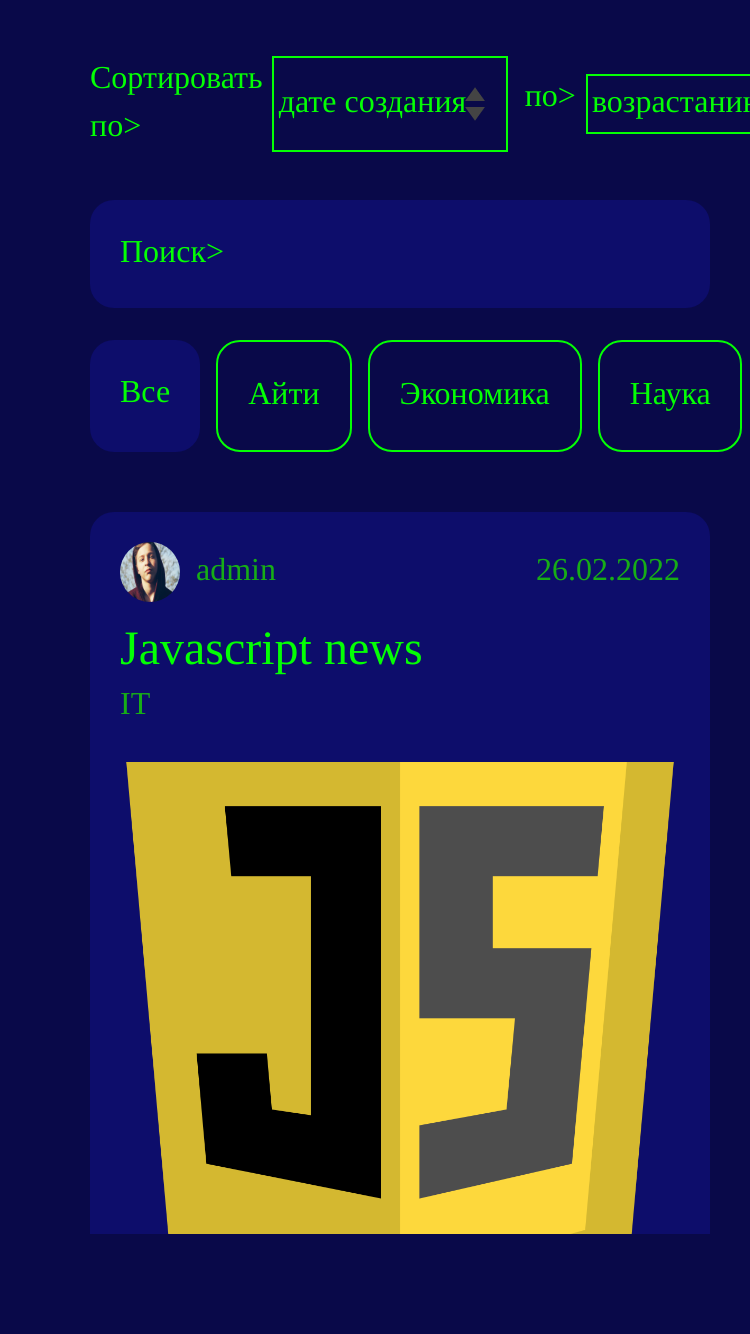 Сортировать
по>
дате создания
по>
возрастани
Поиск>
Все
Айти
Экономика
Наука
admin
26.02.2022
Javascript news
IT
JS